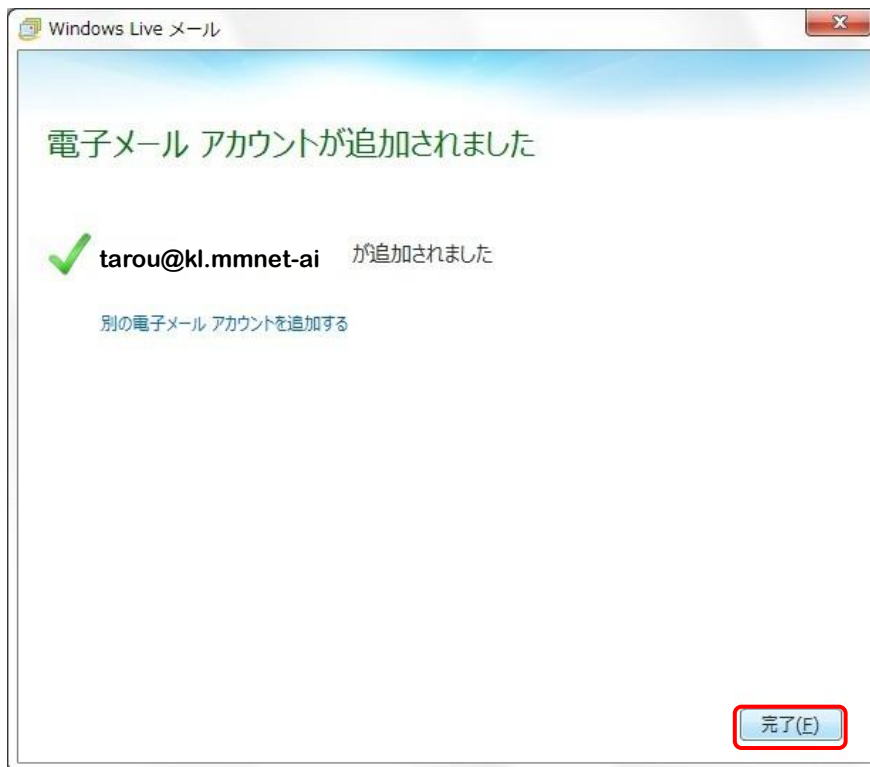 Windows Live メール
電子メール アカウントが追加されました
tarou@kl.mmnet-ai が追加されました
別の電子メール アカウントを追加する
完了(F)